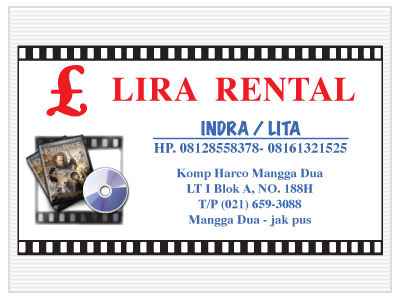 £ LIRA RENTAL
INDRA / LITA
HP. 08128558378- 08161321525
Komp Harco Mangga Dua
LT I Blok A, NO. 188H
T/P (021) 659-3088
Mangga Dua - jak pus